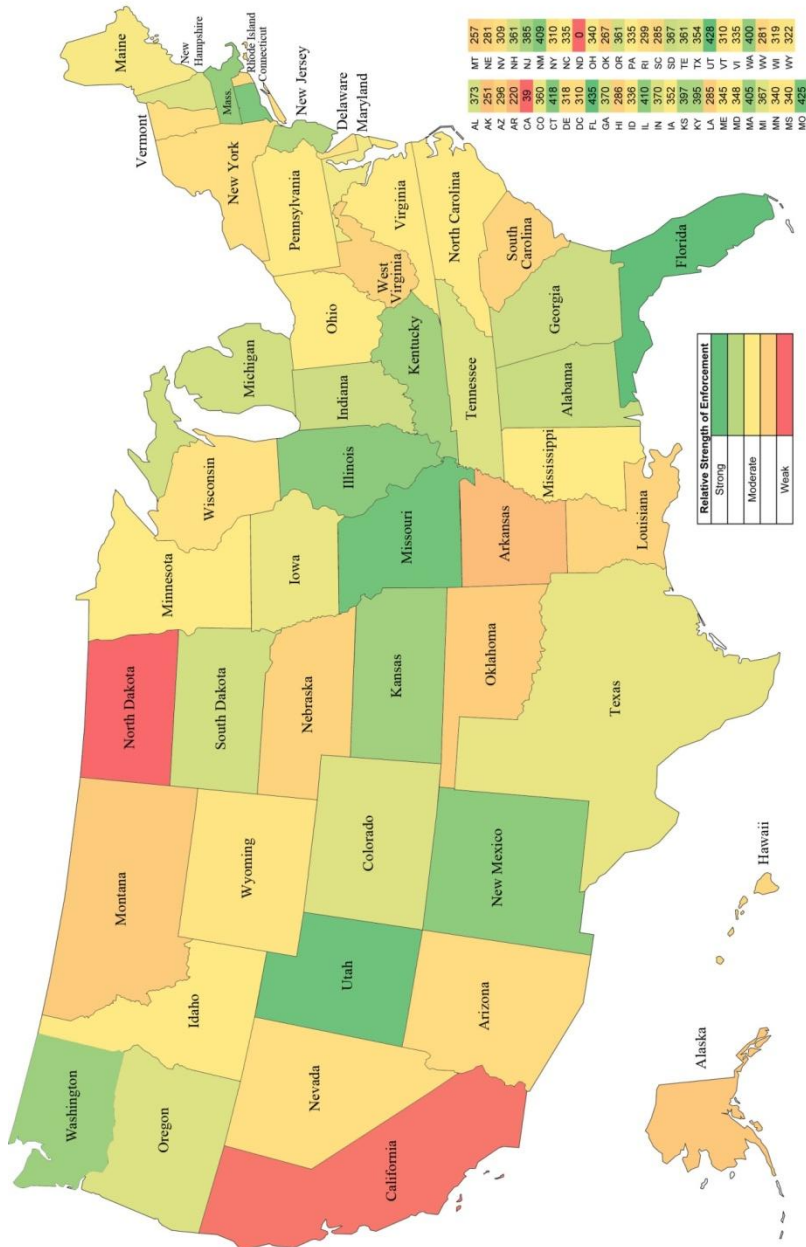 Washington
Oregon
California
Nevada
Idaho
Montana
Wyoming
Utah
Arizona
Colorado
New Mexico
North Dakota
South Dakota
Nebraska
Kansas
Oklahoma
Texas
Minnesota
Iowa
Missouri
Arkansas
Louisiana
Wisconsin
Illinois
Michigan
Indiana
Ohio
Kentucky
Tennessee
Mississippi
Alabama
Georgia
Florida
South
Carolina
North Carolina
Virginia
West
Virginia
Pennsylvania
New York
Vermont
Maine
New
Hampshire
Mass.
Rhode Island
Connecticut
New Jersey
Delaware
Maryland
Alaska
Hawaii
Relative Strength of Enforcement
Strong
Moderate
Weak
AL 373 MT 257
AK 251 NE 281
AZ 296 NV 309
AR 220 NH 361
CA 39 NJ 385
CO 360 NM 409
CT 418 NY 310
DE 318 NC 335
DC 310 ND 0
FL 435 OH 340
GA 370 OK 267
HI 286 OR 361
ID 336 PA 335
IL 410 RI 299
IN 370 SC 285
IA 352 SD 367
KS 397 TE 361
KY 395 TX 354
LA 285 UT 428
ME 345 VT 310
MD 348 VI 335
MA 405 WA 400
MI 367 WV 281
MN 340 WI 319
MS 340 WY 322
MO 425